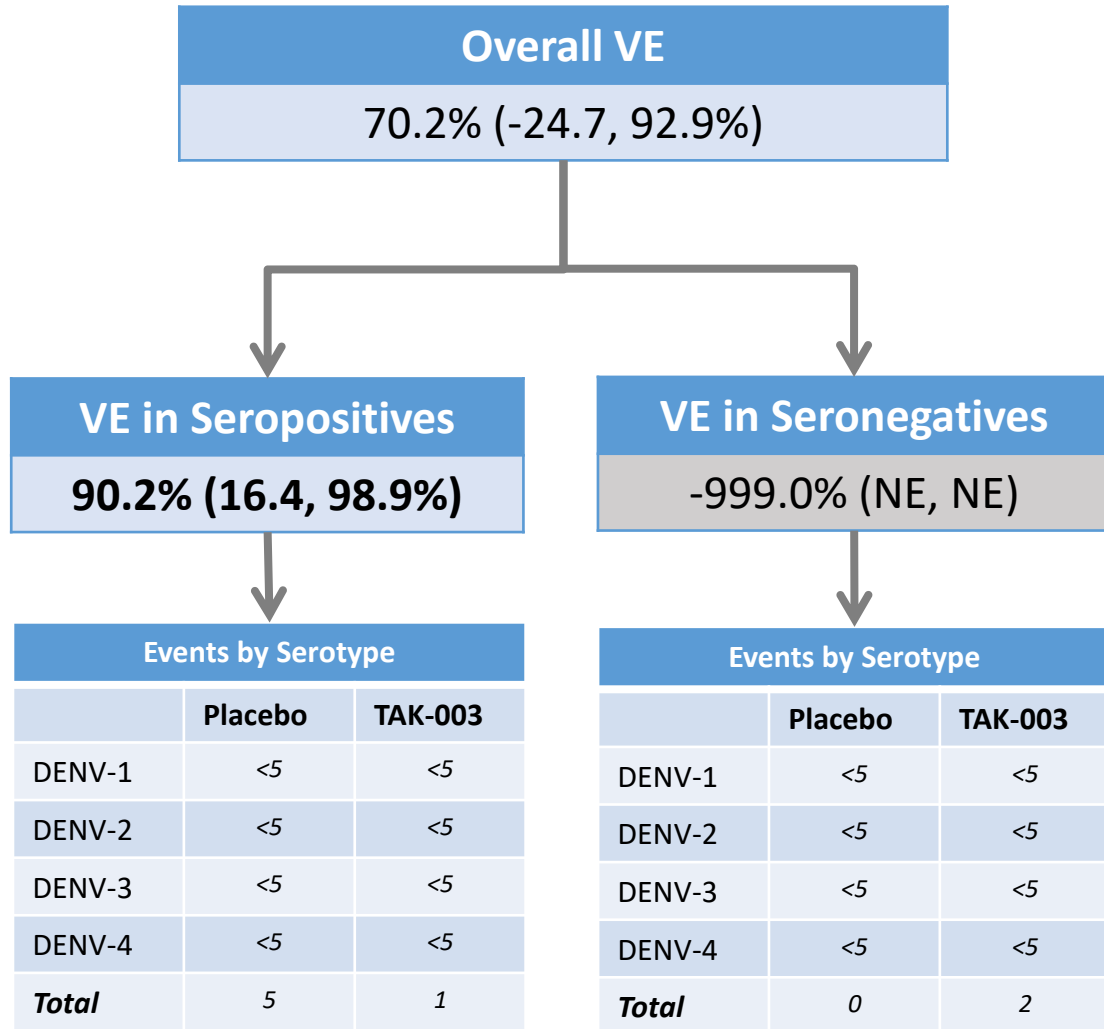 Overall VE
70.2% (-24.7, 92.9%)
VE in Seropositives
90.2% (16.4, 98.9%)
Events by Serotype
Placebo TAK-003
DENV-1 <5 <5
DENV-2 <5 <5
DENV-3 <5 <5
DENV-4 <5 <5
Total 5 1
VE in Seronegatives
-999.0% (NE, NE)
Events by Serotype
Placebo TAK-003
DENV-1 <5 <5
DENV-2 <5 <5
DENV-3 <5 <5
DENV-4 <5 <5
Total 0 2